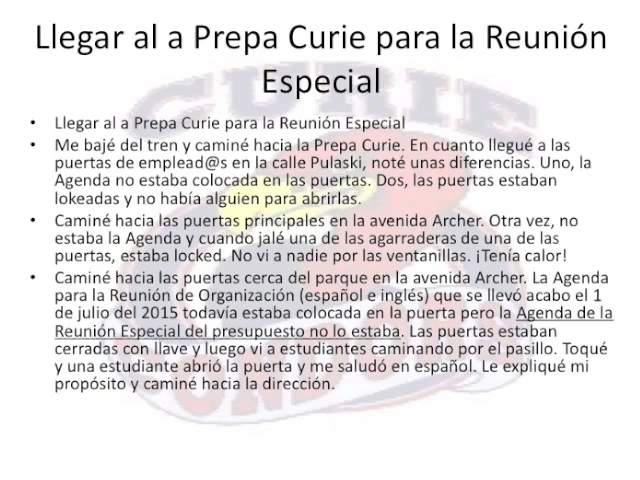 Llegar al a Prepa Curie para la Reunión
Especial
• Llegar al a Prepa Curie para la Reunión Especial
• Me bajé del tren y caminé hacia la Prepa Curie. En cuanto llegué a las
puertas de emplead@s en la calle Pulaski, noté unas diferencias. Uno, la
Agenda no estaba colocada en las puertas. Dos, las puertas estaban
lokeadas y no había alguien para abrirlas.
• Caminé hacia las puertas principales en la avenida Archer. Otra vez, no
estaba la Agenda y cuando jalé una de las agarraderas de una de las
puertas, estaba locked. No vi a nadie por las ventanillas. ¡Tenía calor!
• Caminé hacia las puertas cerca del parque en la avenida Archer. La Agenda
para la Reunión de Organización (español e inglés) que se llevó acabo el 1
de julio del 2015 todavía estaba colocada en la puerta pero la Agenda de la
Reunión Especial del presupuesto no lo estaba. Las puertas estaban
cerradas con llave y luego vi a estudiantes caminando por el pasillo. Toqué
y una estudiante abrió la puerta y me saludó en español. Le expliqué mi
propósito y caminé hacia la dirección.
CURIE
CONDORS